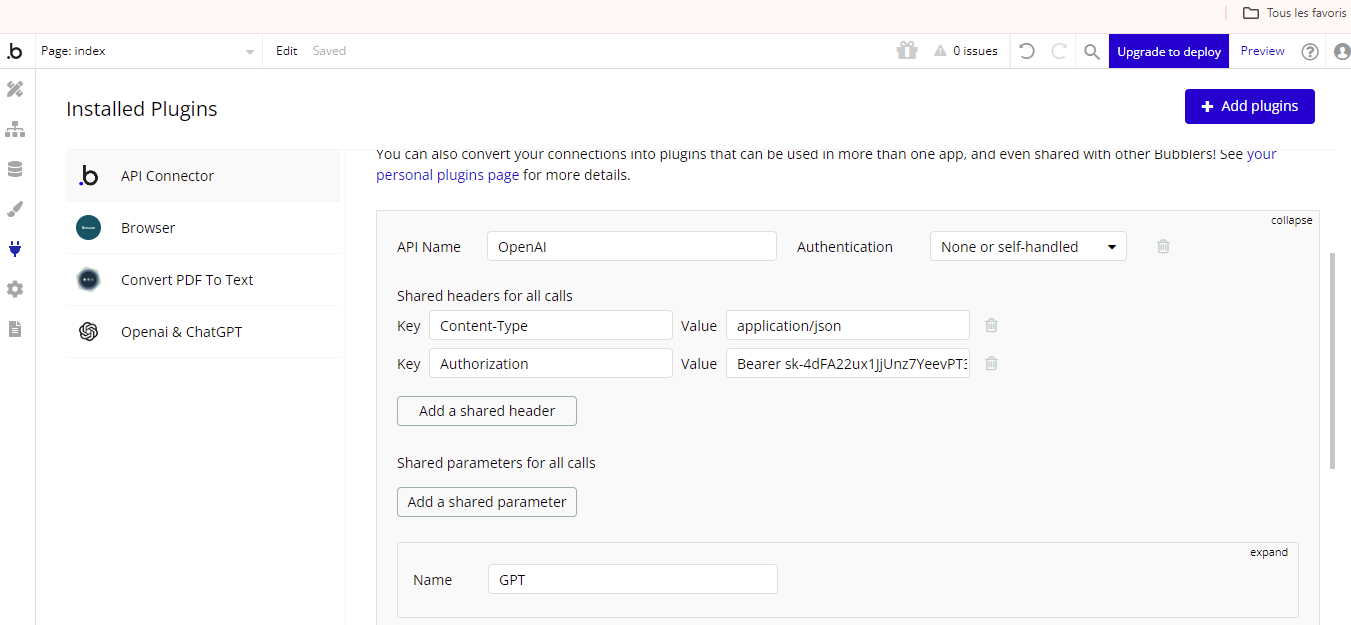 Tous les favoris
.b Page: index Edit Saved 0 issues Upgrade to deploy Preview ?
Installed Plugins
+ Add plugins
You can also convert your connections into plugins that can be used in more than one app, and even shared with other Bubblers! See your
personal plugins page for more details.
.b API Connector
Browser
Convert PDF To Text
Openai & ChatGPT
collapse
API Name OpenAI Authentication None or self-handled
Shared headers for all calls
Key Content-Type Value application/json
Key Authorization Value Bearer
Add a shared header
Shared parameters for all calls
Add a shared parameter
expand
Name GPT